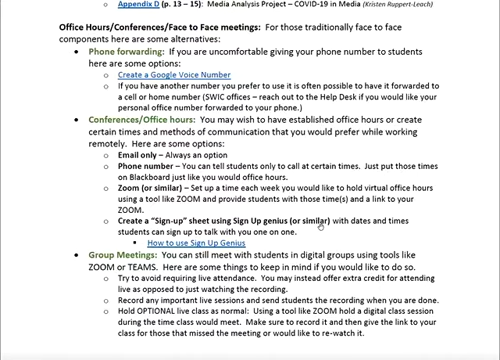 o Appendix D (p. 13 – 15): Media Analysis Project – COVID-19 in Media (Kristen Ruppert-Leach)
Office Hours/Conferences/Face to Face meetings: For those traditionally face to face
components here are some alternatives:
• Phone forwarding: If you are uncomfortable giving your phone number to students
here are some options:
o Create a Google Voice Number
o If you have another number you prefer to use it is often possible to have it forwarded to
a cell or home number (SWIC offices – reach out to the Help Desk if you would like your
personal office number forwarded to your phone.)
• Conferences/Office hours: You may wish to have established office hours or create
certain times and methods of communication that you would prefer while working
remotely. Here are some options:
o Email only – Always an option
o Phone number – You can tell students only to call at certain times. Just put those times
on Blackboard just like you would office hours.
o Zoom (or similar) – Set up a time each week you would like to hold virtual office hours
using a tool like ZOOM and provide students with those time(s) and a link to your
ZOOM.
o Create a “Sign-up” sheet using Sign Up genius (or similar) with dates and times
students can sign up to talk with you one on one.
▪ How to use Sign Up Genius
• Group Meetings: You can still meet with students in digital groups using tools like
ZOOM or TEAMS. Here are some things to keep in mind if you would like to do so.
o Try to avoid requiring live attendance. You may instead offer extra credit for attending
live as opposed to just watching the recording.
o Record any important live sessions and send students the recording when you are done.
o Hold OPTIONAL live class as normal: Using a tool like ZOOM hold a digital class session
during the time class would meet. Make sure to record it and then give the link to your
class for those that missed the meeting or would like to re-watch it.